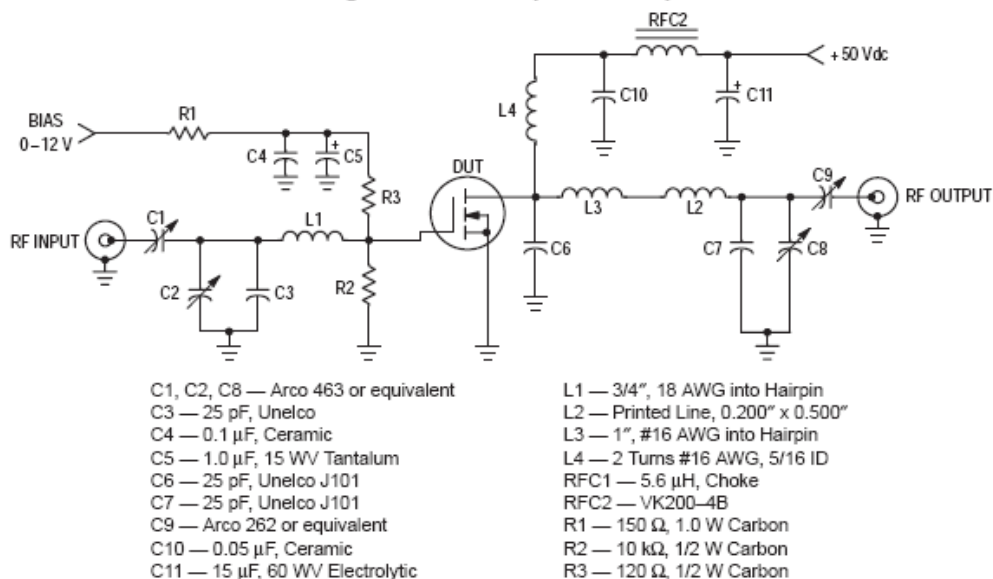 RFC2
+ 50 Vdc
L4
C10
+
C11
R1
BIAS
0–12 V
C4
+
C5
R3
DUT
C9
RF OUTPUT
L3
L2
C1
L1
RF INPUT
C6
C7
C8
C2
C3
R2
C1, C2, C8 — Arco 463 or equivalent
C3 — 25 pF, Unelco
C4 — 0.1 μF, Ceramic
C5 — 1.0 μF, 15 WV Tantalum
C6 — 25 pF, Unelco J101
C7 — 25 pF, Unelco J101
C9 — Arco 262 or equivalent
C10 — 0.05 μF, Ceramic
C11 — 15 μF, 60 WV Electrolytic
L1 — 3/4″, 18 AWG into Hairpin
L2 — Printed Line, 0.200″ x 0.500″
L3 — 1″, #16 AWG into Hairpin
L4 — 2 Turns #16 AWG, 5/16 ID
RFC1 — 5.6 μH, Choke
RFC2 — VK200–4B
R1 — 150 Ω, 1.0 W Carbon
R2 — 10 kΩ, 1/2 W Carbon
R3 — 120 Ω, 1/2 W Carbon